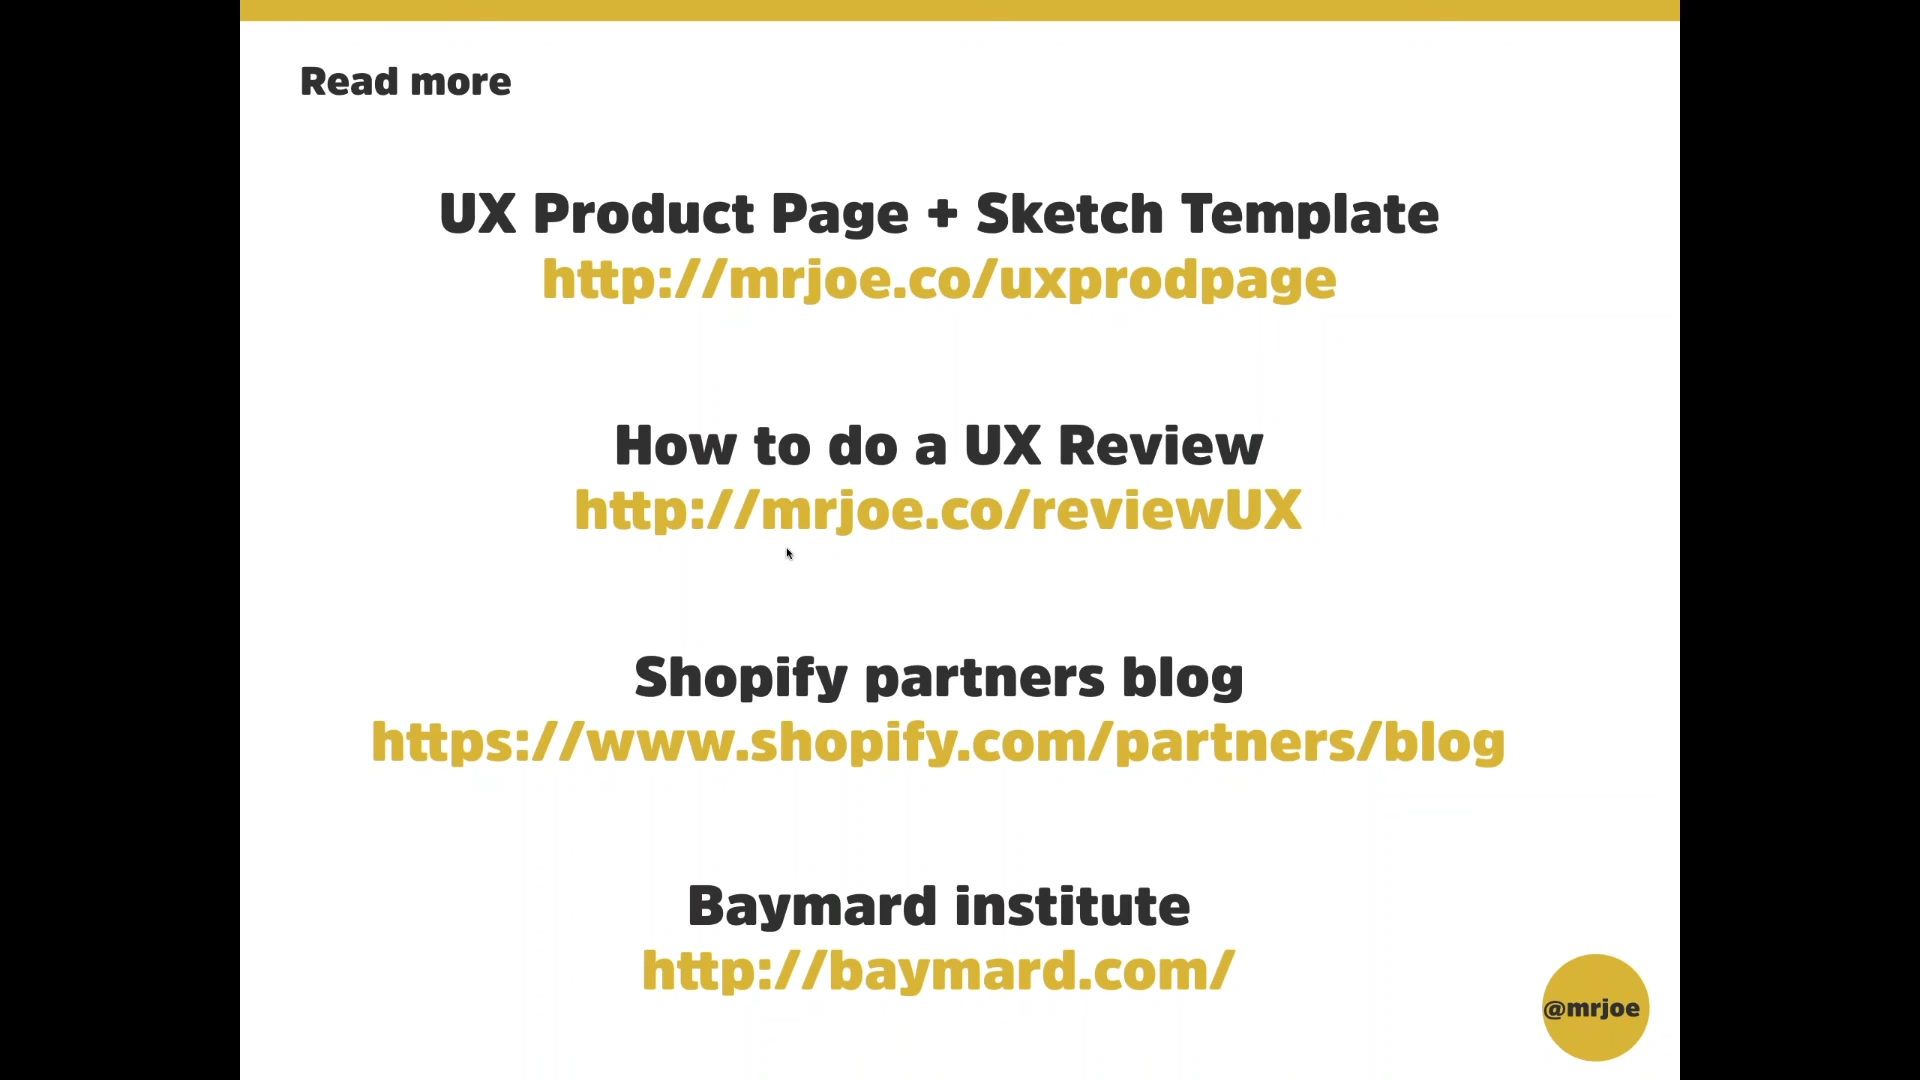 Read more
UX Product Page + Sketch Template
http://mrjoe.co/uxprodpage
How to do a UX Review
http://mrjoe.co/reviewUX
Shopify partners blog
https://www.shopify.com/partners/blog
Baymard institute
http://baymard.com/
@mrjoe